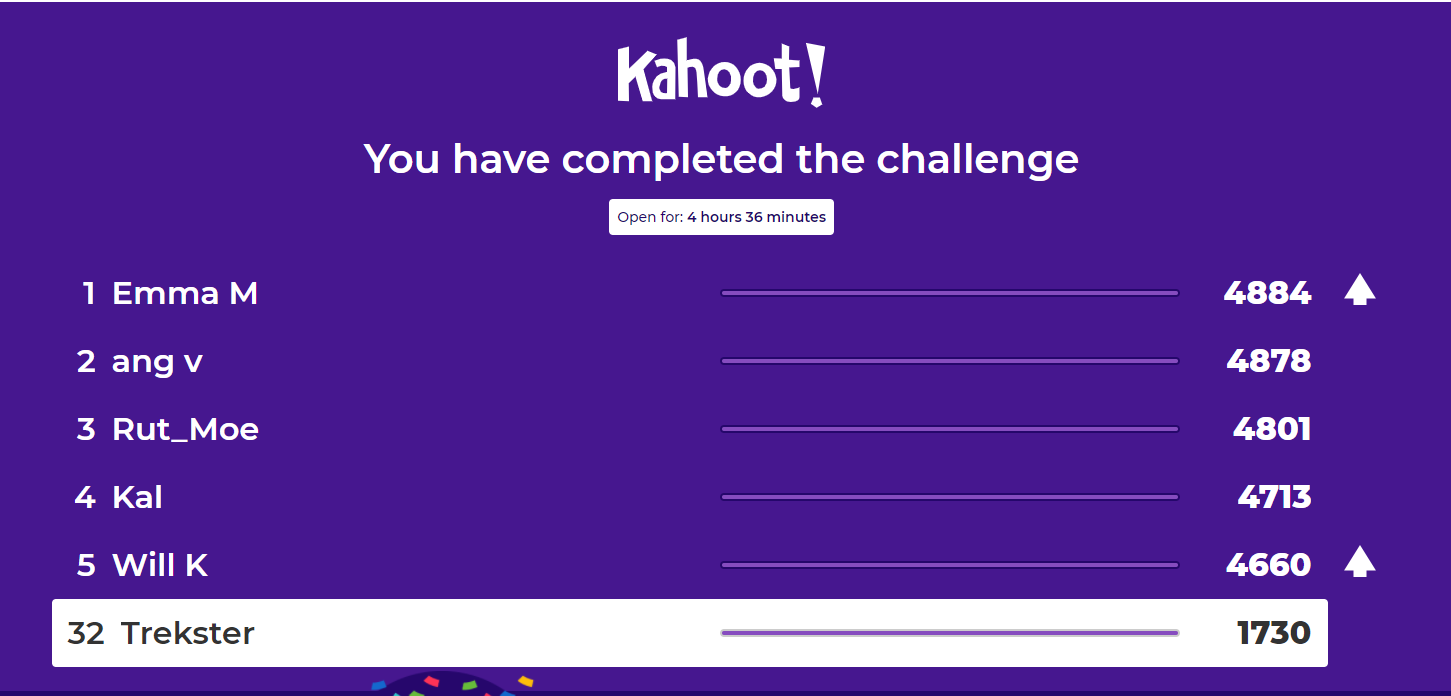 Kahoot!
You have completed the challenge
Open for: 4 hours 36 minutes
1 Emma M 4884
2 ang v 4878
3 Rut_Moe 4801
4 Kal 4713
5 Will K 4660
32 Trekster 1730